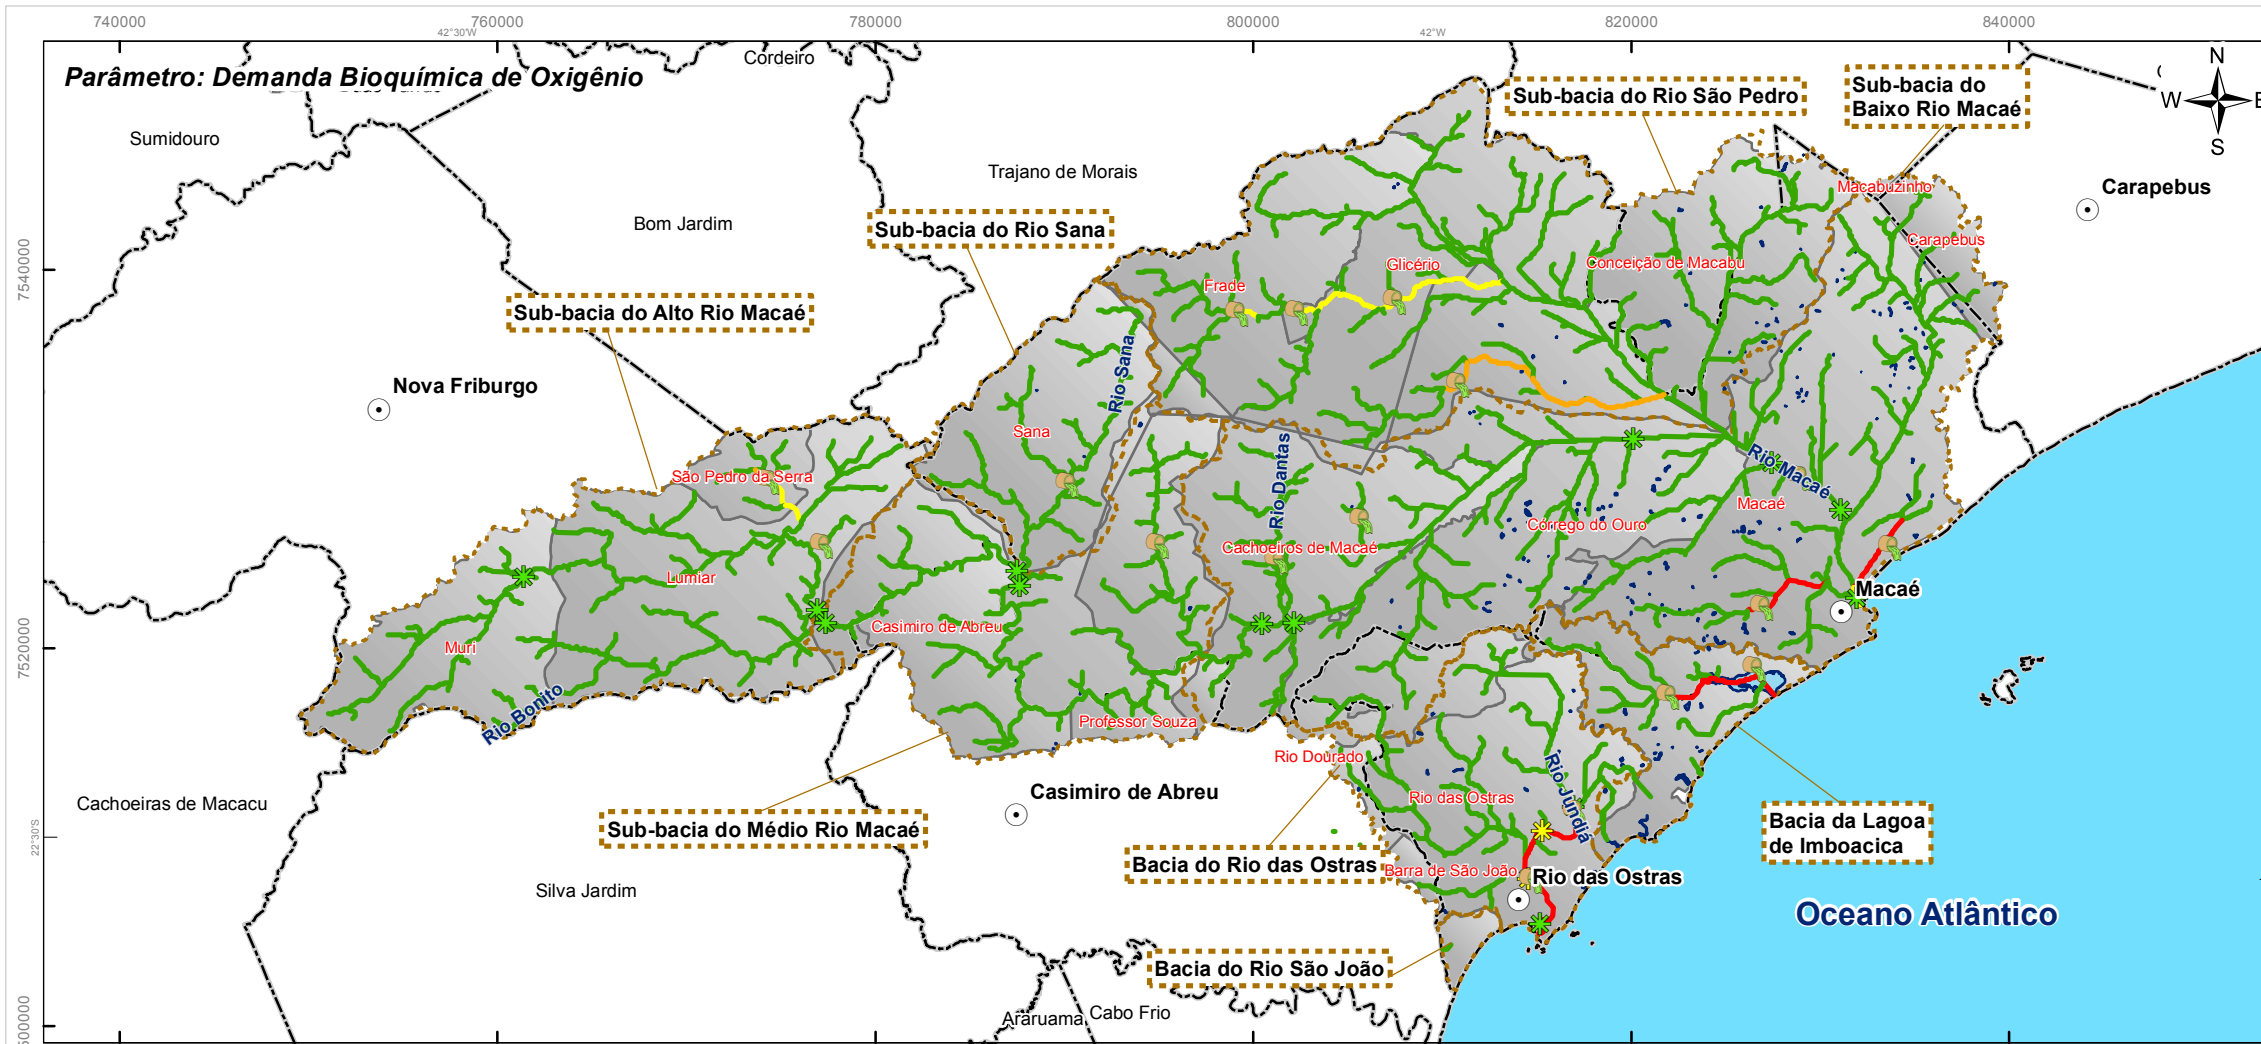 740000
760000
780000
800000
820000
840000
42°30'W
42°W
Parâmetro: Demanda Bioquímica de Oxigênio
Cordeiro
Sumidouro
Bom Jardim
Trajano de Morais
Sub-bacia do Rio São Pedro
Sub-bacia do
Baixo Rio Macaé
N
W
E
S
Carapebus
Macabuzinho
Carapebus
Sub-bacia do Rio Sana
7540000
Frade
Glicério
Conceição de Macabu
Sub-bacia do Alto Rio Macaé
Nova Friburgo
Rio Sana
Sana
São Pedro da Serra
Rio Dantas
Rio Macaé
Macaé
Córrego do Ouro
Cachoeiros de Macaé
Lumiar
Macaé
Casimiro de Abreu
7520000
Muri
Rio Bonito
Professor Souza
Rio Dourado
Rio Jundiá
Cachoeiras de Macacu
Casimiro de Abreu
Rio das Ostras
Sub-bacia do Médio Rio Macaé
22°30'S
Bacia da Lagoa
de Imboacica
Bacia do Rio das Ostras
Barra de São João
Rio das Ostras
Silva Jardim
Oceano Atlântico
Bacia do Rio São João
Araruama
Cabo Frio